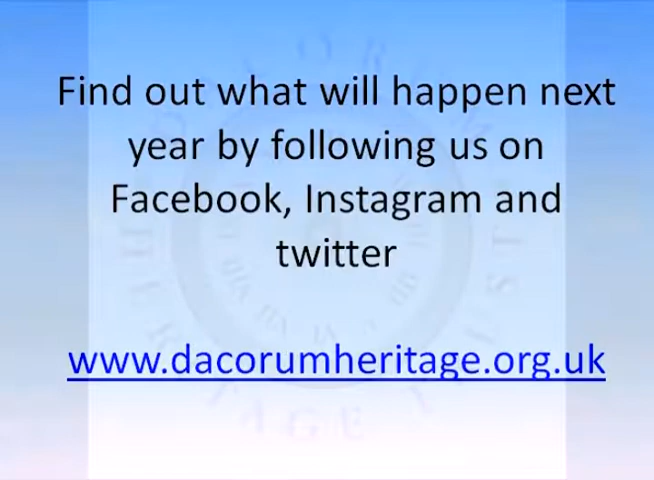 Find out what will happen next
year by following us on
Facebook, Instagram and
twitter
www.dacorumheritage.org.uk